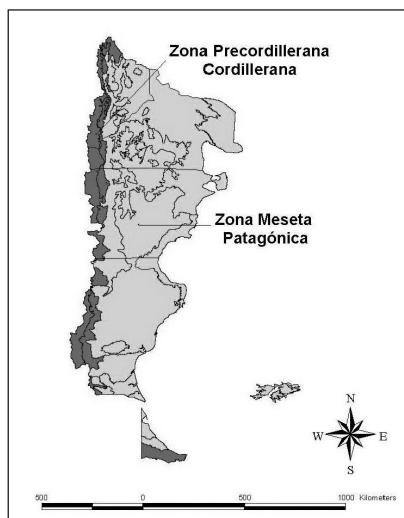 Zona Precordillerana
Cordillerana
Zona Meseta
Patagónica
N
W E
S
500 0 500 1000 Kilometers